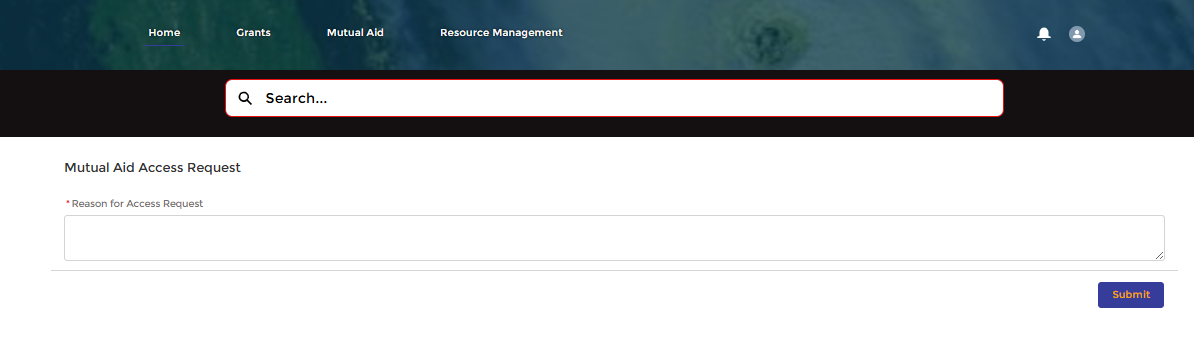 Home Grants Mutual Aid Resource Management
Search...
Mutual Aid Access Request
*Reason for Access Request
Submit